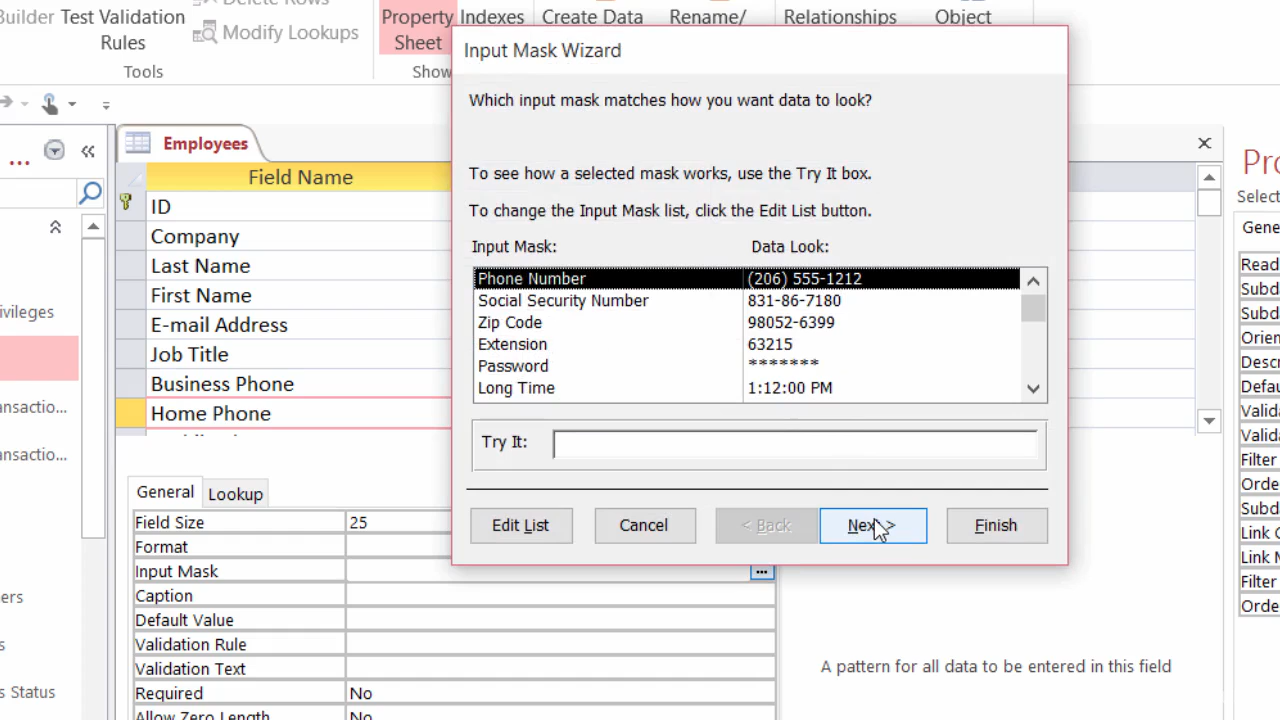 Builder Test Validation Rules
Delete Rows
Modify Lookups
Tools
Property Sheet
Indexes
Create Data
Rename/
Relationships
Object
Show
Input Mask Wizard
Which input mask matches how you want data to look?
To see how a selected mask works, use the Try It box.
To change the Input Mask list, click the Edit List button.
Input Mask: Data Look:
Phone Number (206) 555-1212
Social Security Number 831-86-7180
Zip Code 98052-6399
Extension 63215
Password *******
Long Time 1:12:00 PM
Try It:
Edit List Cancel < Back Next > Finish
Employees
Field Name
ID
Company
Last Name
First Name
E-mail Address
Job Title
Business Phone
Home Phone
General Lookup
Field Size 25
Format
Input Mask ...
Caption
Default Value
Validation Rule
Validation Text
Required No
Allow Zero Length No
A pattern for all data to be entered in this field
...
ivileges
nsactio...
nsactio...
ers
s
s Status
Pro
Selec
Gene
Read
Subd
Subd
Orien
Descr
Defau
Valida
Valida
Filter
Orde
Subd
Link C
Link M
Filter
Orde